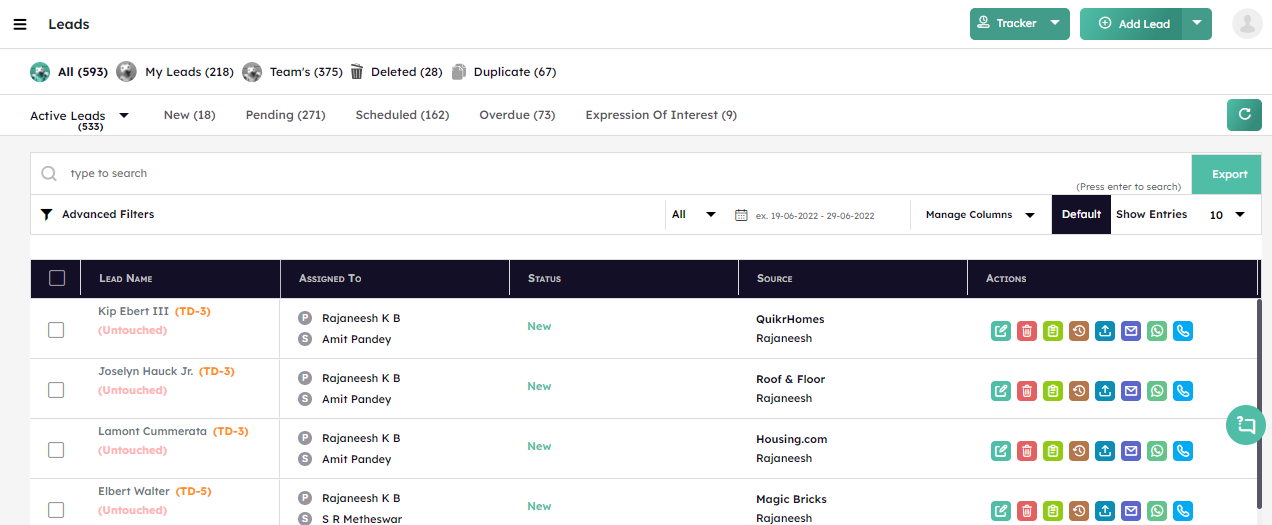 Leads
Tracker
Add Lead
All (593)
My Leads (218)
Team's (375)
Deleted (28)
Duplicate (67)
Active Leads
(533)
New (18)
Pending (271)
Scheduled (162)
Overdue (73)
Expression Of Interest (9)
type to search
(Press enter to search)
Export
Advanced Filters
All
ex. 19-06-2022 - 29-06-2022
Manage Columns
Default
Show Entries
10
Lead Name
Assigned To
Status
Source
Actions
Kip Ebert III (TD-3)
(Untouched)
P Rajaneesh K B
S Amit Pandey
New
QuikrHomes
Rajaneesh
Joselyn Hauck Jr. (TD-3)
(Untouched)
P Rajaneesh K B
S Amit Pandey
New
Roof & Floor
Rajaneesh
Lamont Cummerata (TD-3)
(Untouched)
P Rajaneesh K B
S Amit Pandey
New
Housing.com
Rajaneesh
Elbert Walter (TD-5)
(Untouched)
P Rajaneesh K B
S S R Metheswar
New
Magic Bricks
Rajaneesh